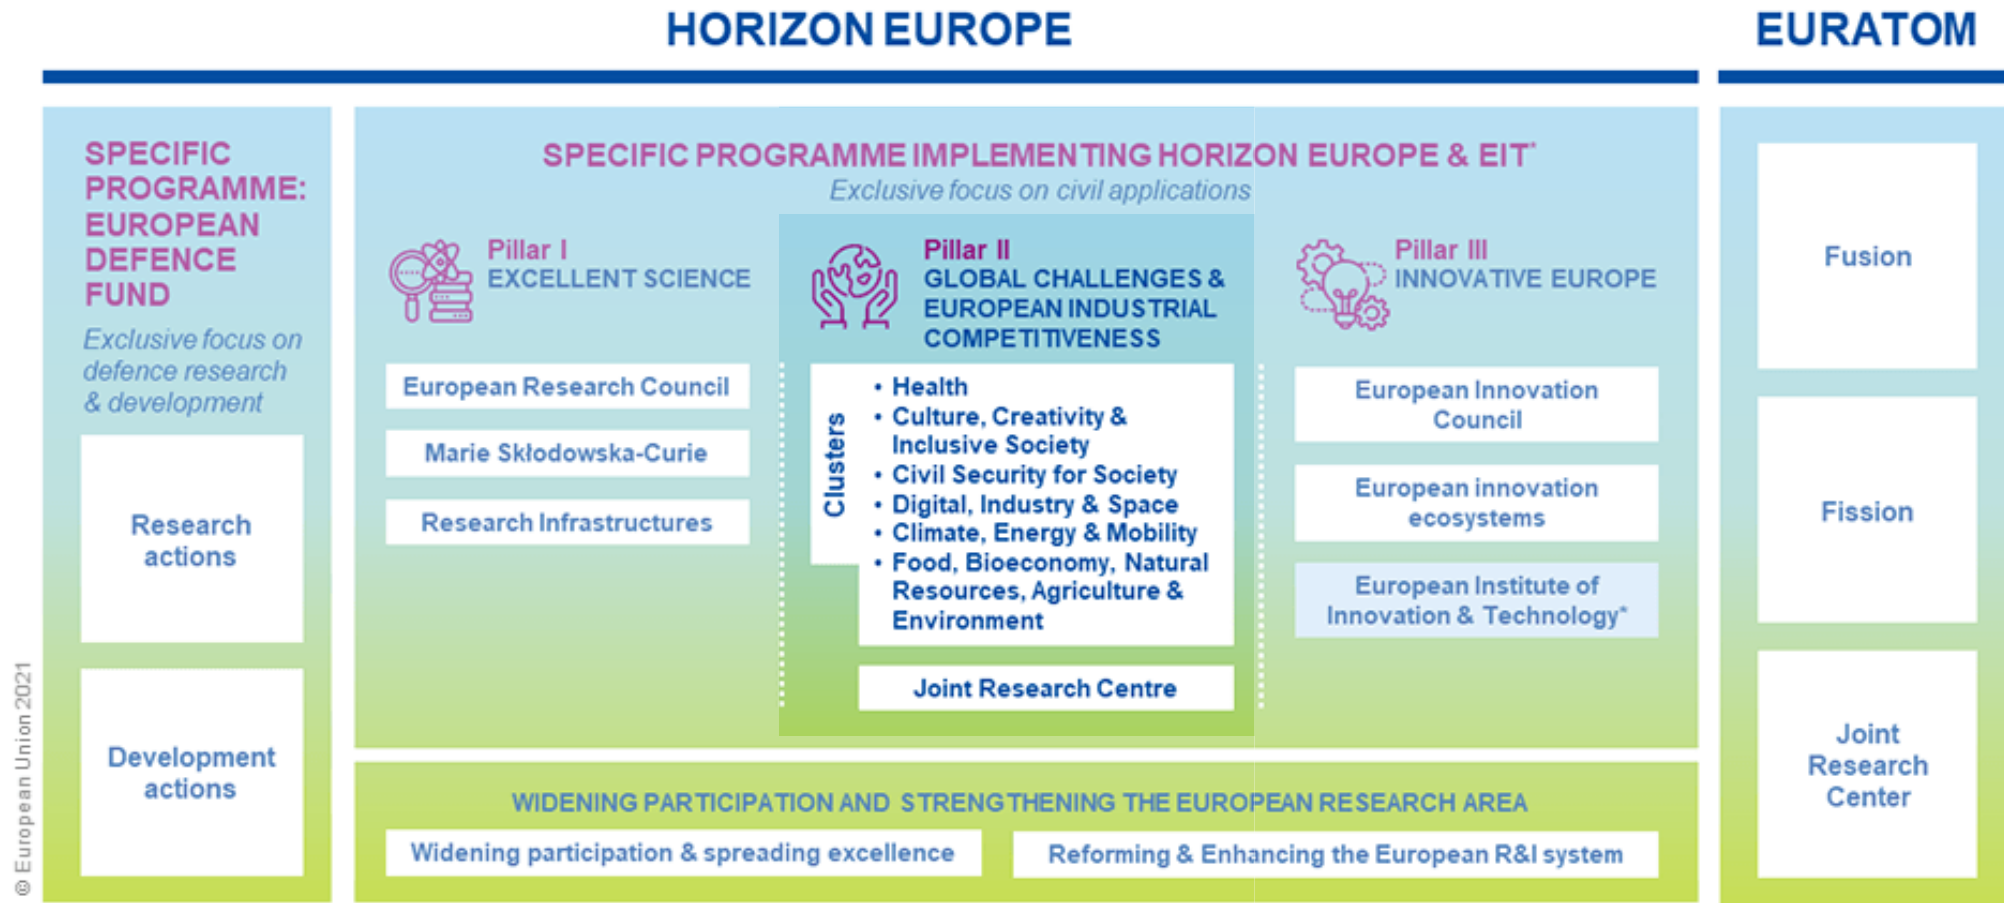 HORIZON EUROPE
EURATOM
SPECIFIC
PROGRAMME:
EUROPEAN
DEFENCE
FUND
Exclusive focus on
defence research
& development
Research
actions
Development
actions
SPECIFIC PROGRAMME IMPLEMENTING HORIZON EUROPE & EIT*
Exclusive focus on civil applications
Pillar I
EXCELLENT SCIENCE
European Research Council
Marie Skłodowska-Curie
Research Infrastructures
Pillar II
GLOBAL CHALLENGES &
EUROPEAN INDUSTRIAL
COMPETITIVENESS
Clusters
• Health
• Culture, Creativity &
Inclusive Society
• Civil Security for Society
• Digital, Industry & Space
• Climate, Energy & Mobility
• Food, Bioeconomy, Natural
Resources, Agriculture &
Environment
Joint Research Centre
Pillar III
INNOVATIVE EUROPE
European Innovation
Council
European innovation
ecosystems
European Institute of
Innovation & Technology*
WIDENING PARTICIPATION AND STRENGTHENING THE EUROPEAN RESEARCH AREA
Widening participation & spreading excellence
Reforming & Enhancing the European R&I system
Fusion
Fission
Joint
Research
Center
© European Union 2021